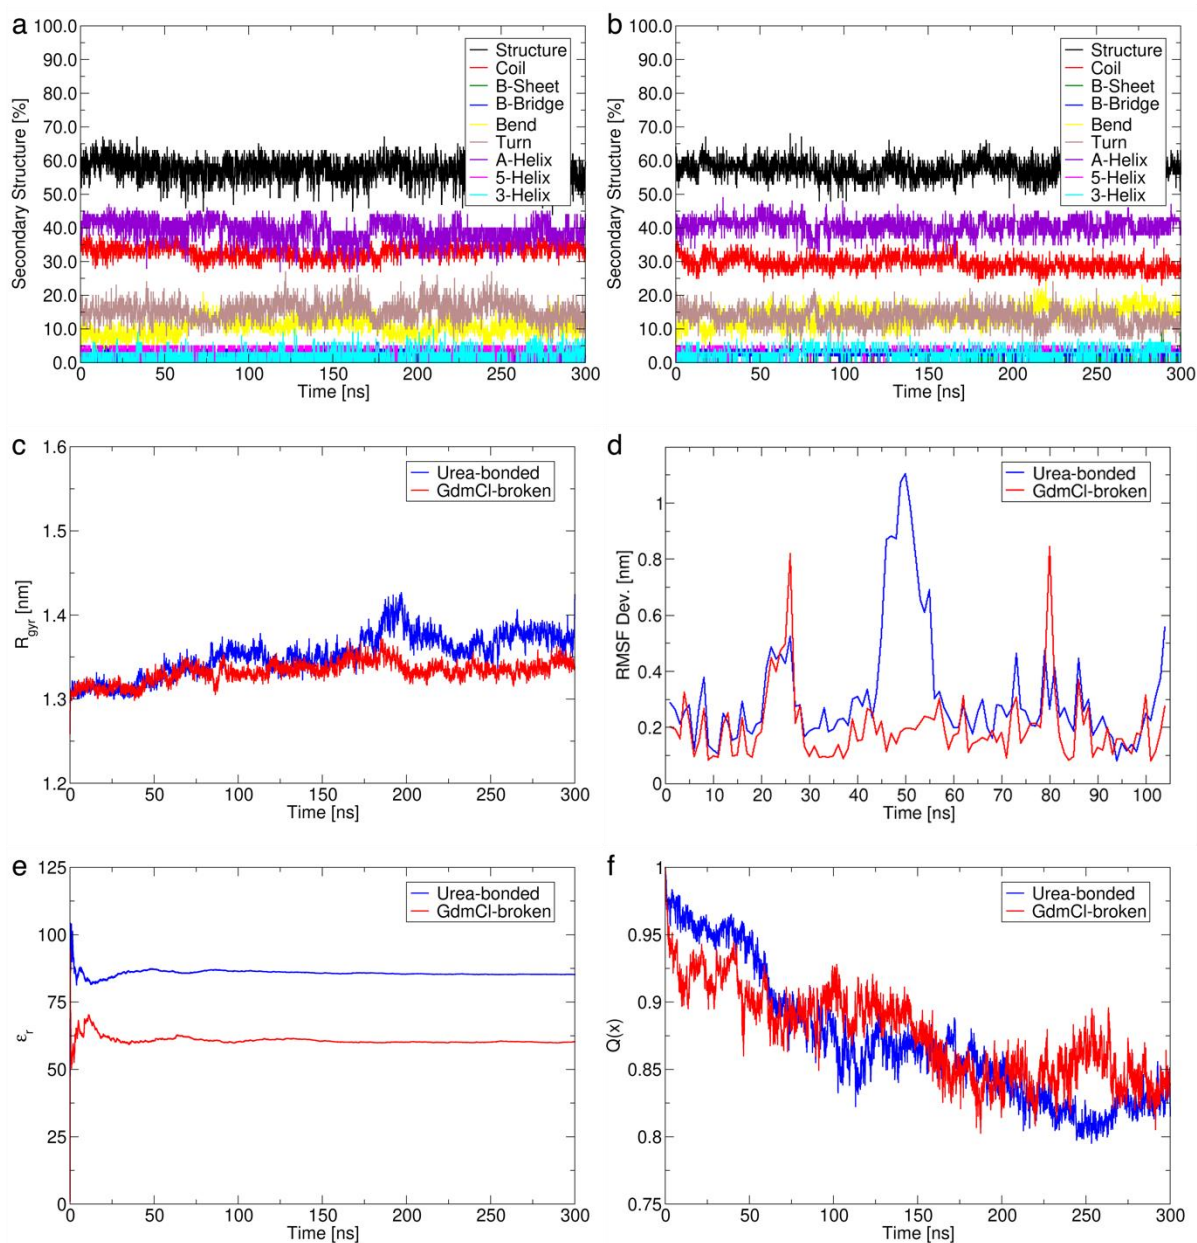 a
100.0
90.0
80.0
70.0
60.0
50.0
40.0
30.0
20.0
10.0
0.0
Secondary Structure [%]
Structure
Coil
B-Sheet
B-Bridge
Bend
Turn
A-Helix
5-Helix
3-Helix
0 50 100 150 200 250 300
Time [ns]
b
100.0
90.0
80.0
70.0
60.0
50.0
40.0
30.0
20.0
10.0
0.0
Secondary Structure [%]
Structure
Coil
B-Sheet
B-Bridge
Bend
Turn
A-Helix
5-Helix
3-Helix
0 50 100 150 200 250 300
Time [ns]
c
1.6
1.5
1.4
1.3
1.2
Rgyr [nm]
Urea-bonded
GdmCl-broken
0 50 100 150 200 250 300
Time [ns]
d
1
0.8
0.6
0.4
0.2
0
RMSF Dev. [nm]
Urea-bonded
GdmCl-broken
10 20 30 40 50 60 70 80 90 100
Time [ns]
e
125
100
75
50
25
0
εr
Urea-bonded
GdmCl-broken
0 50 100 150 200 250 300
Time [ns]
f
1
0.95
0.9
0.85
0.8
0.75
Q(x)
Urea-bonded
GdmCl-broken
0 50 100 150 200 250 300
Time [ns]